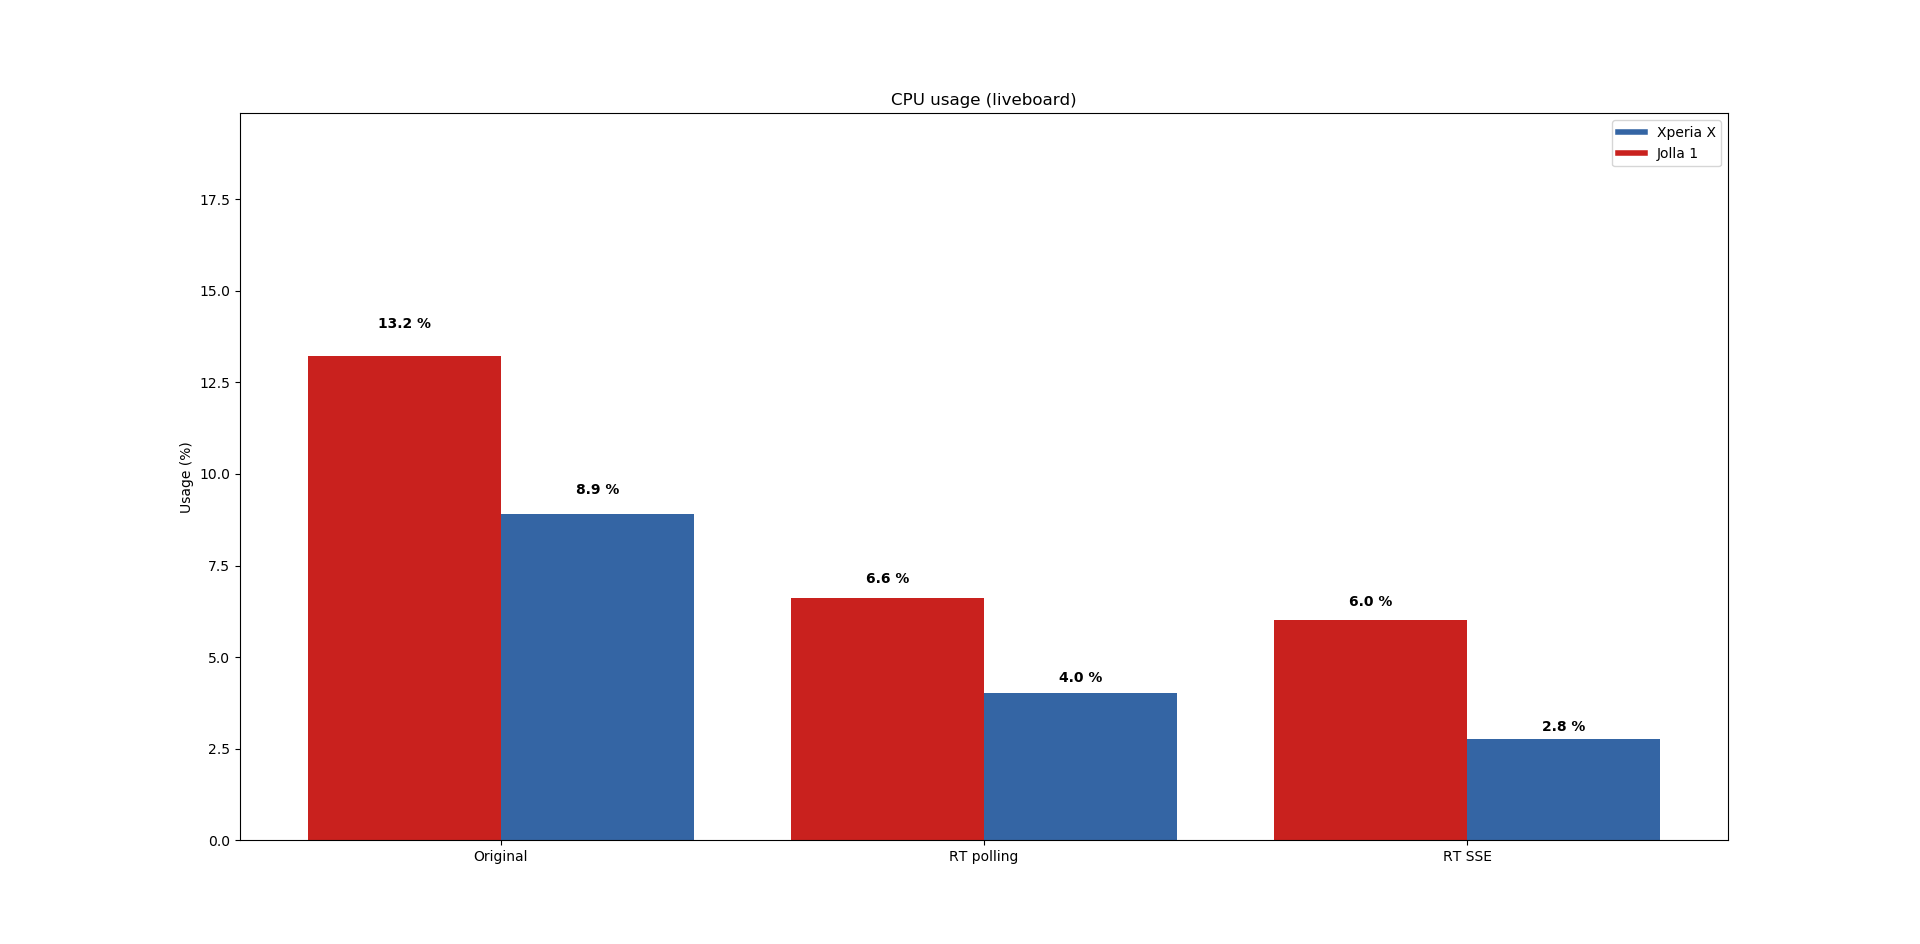 CPU usage (liveboard)
Xperia X
Jolla 1
Usage (%)
17.5
15.0
12.5
10.0
7.5
5.0
2.5
0.0
13.2 %
8.9 %
6.6 %
4.0 %
6.0 %
2.8 %
Original
RT polling
RT SSE